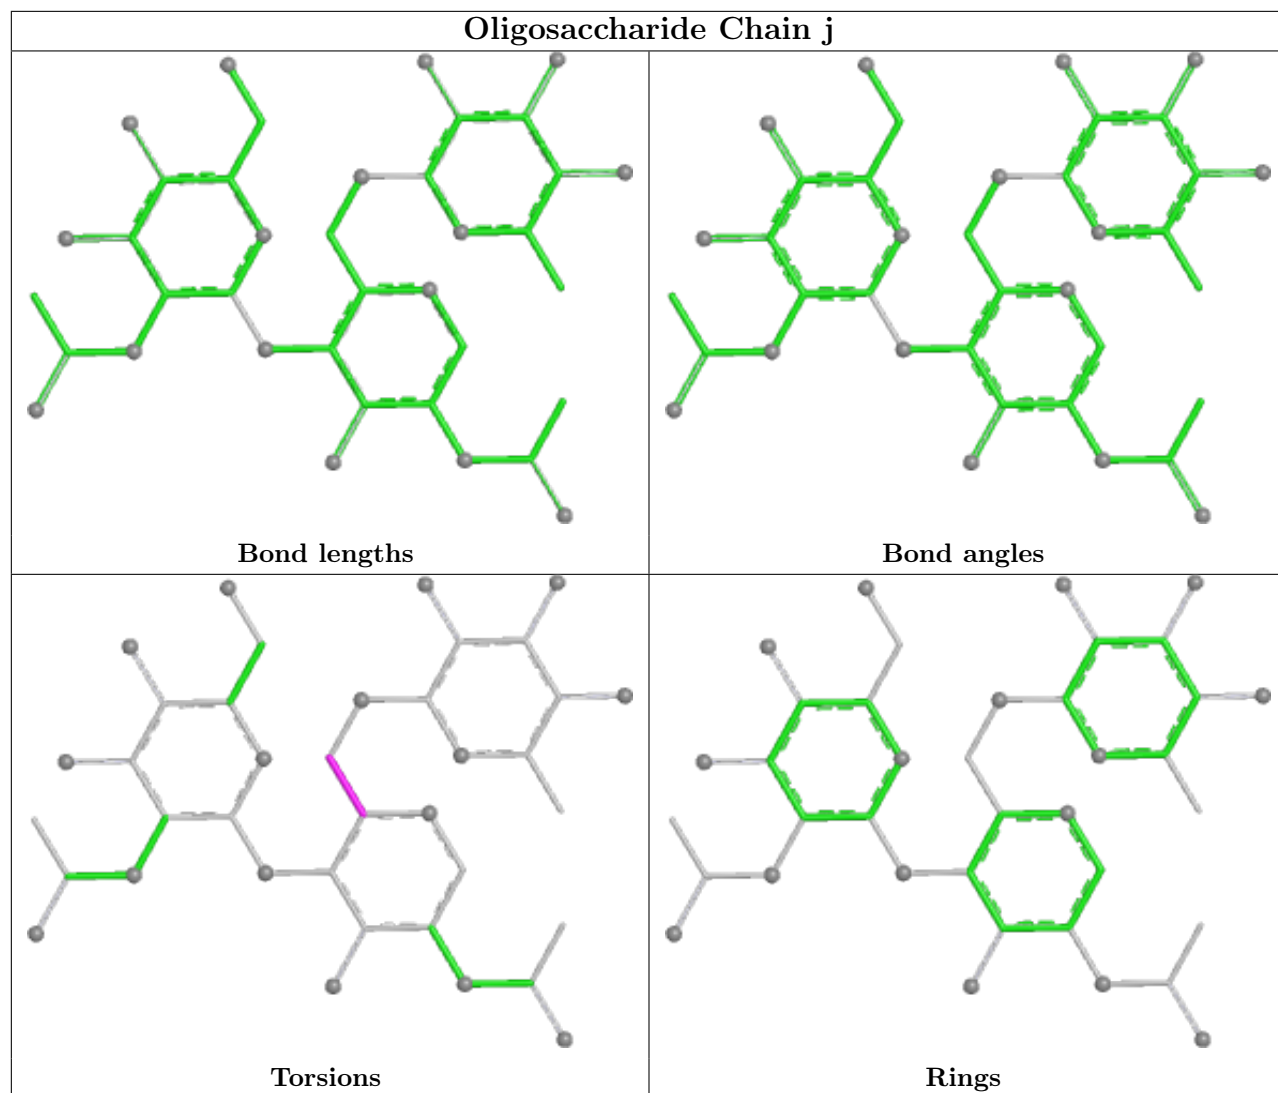 Oligosaccharide Chain j
Bond lengths
Bond angles
Torsions
Rings